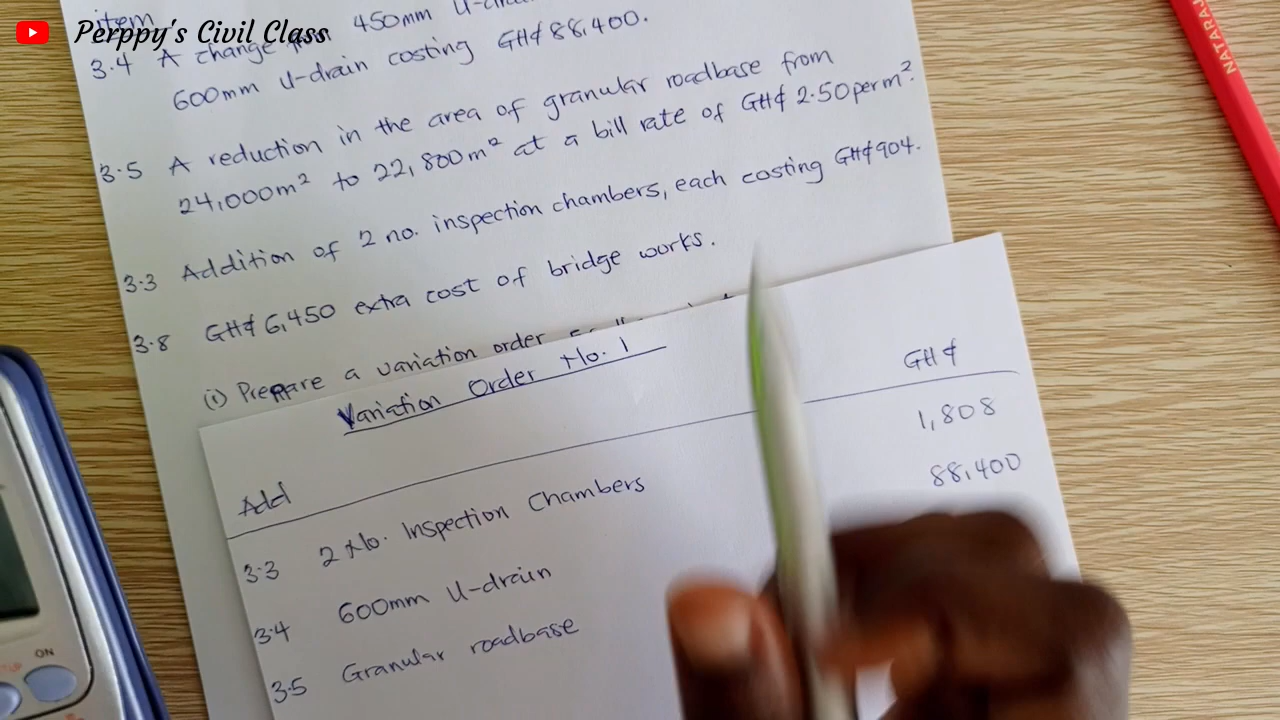 Perppy's Civil Class
item
3.4 A change 450mm
600mm U-drain costing GH¢ 88,400.
3.5 A reduction in the area of granular roadbase from
24,000m² to 22,800m² at a bill rate of GH¢ 2.50 per m².
3.3 Addition of 2 no. inspection chambers, each costing GH¢ 904.
3.8 GH¢ 6,450 extra cost of bridge works.
(i) Prepare a variation order
Variation Order No. 1
GH¢
Add
3.3 2 No. Inspection Chambers 1,808
3.4 600mm U-drain 88,400
3.5 Granular roadbase
ON
NATARAJ